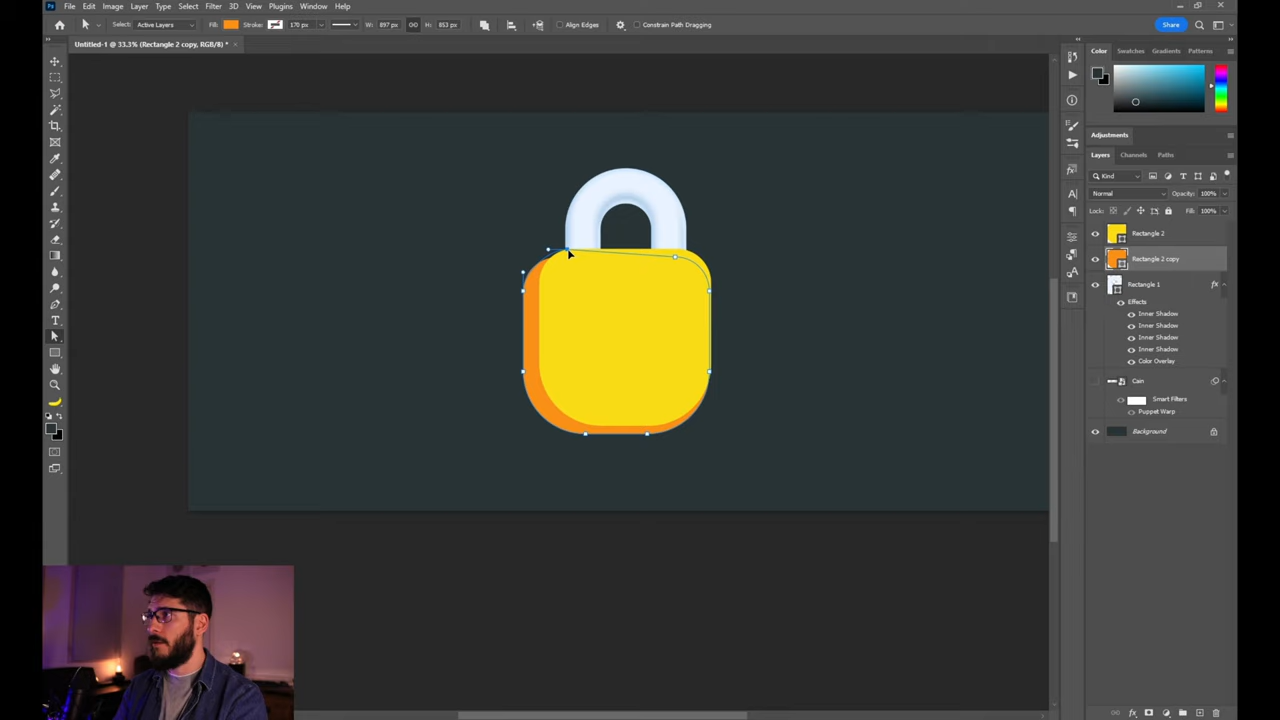 Ps File Edit Image Layer Type Select Filter 3D View Plugins Window Help
Select: Active Layers Fill: Stroke: 170 px W: 897 px H: 853 px Align Edges Constrain Path Dragging Share
Untitled-1 @ 33.3% (Rectangle 2 copy, RGB/8) *
Color Swatches Gradients Patterns
Adjustments
Layers Channels Paths
Kind
Normal Opacity: 100%
Lock: Fill: 100%
Rectangle 2
Rectangle 2 copy
Rectangle 1 fx
Effects
Inner Shadow
Inner Shadow
Inner Shadow
Inner Shadow
Color Overlay
Cain
Smart Filters
Puppet Warp
Background